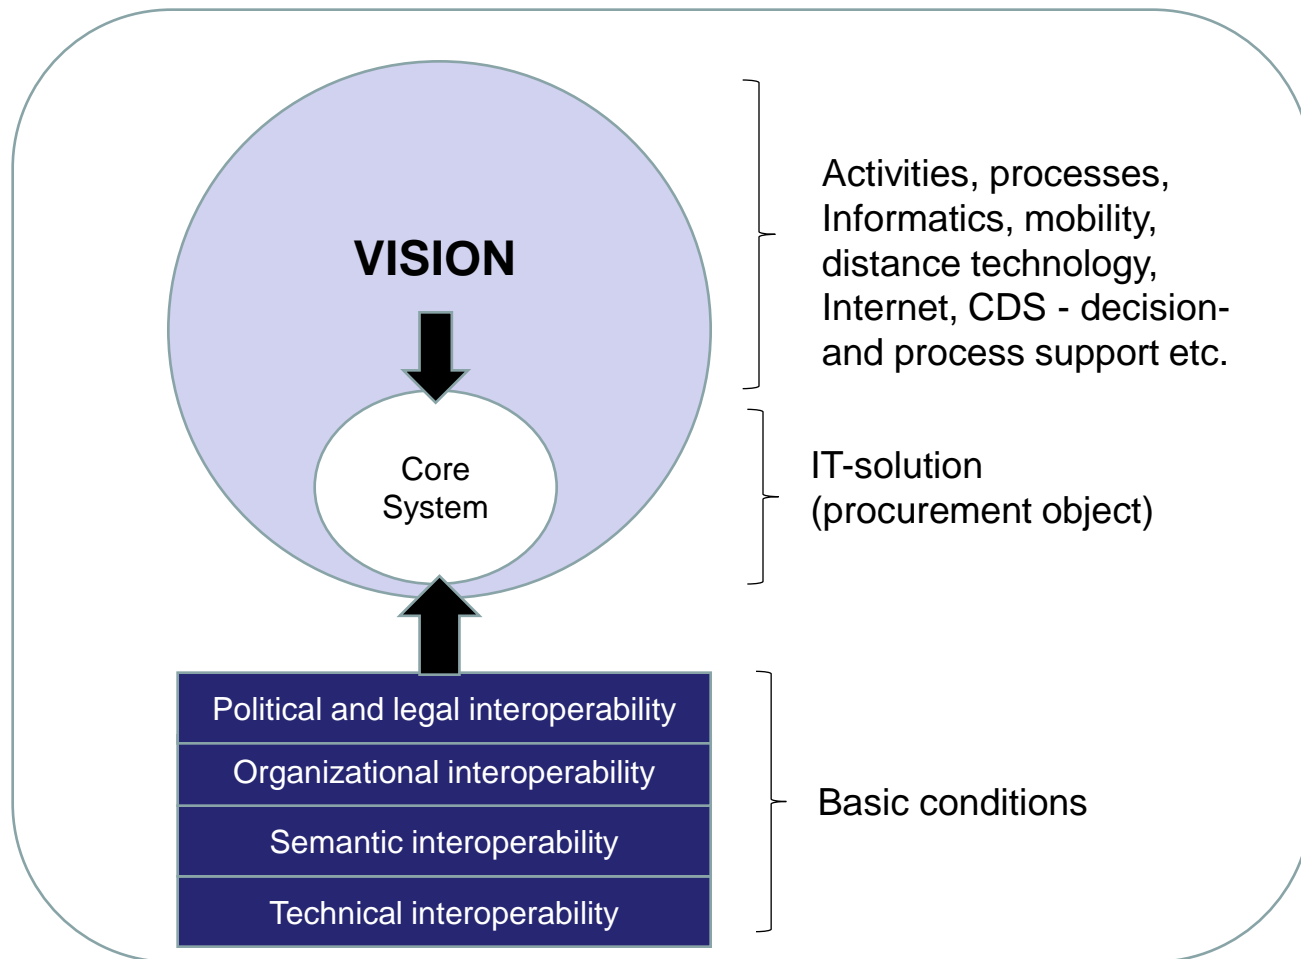 VISION
Activities, processes,
Informatics, mobility,
distance technology,
Internet, CDS - decision-
and process support etc.
Core
System
IT-solution
(procurement object)
Political and legal interoperability
Organizational interoperability
Semantic interoperability
Technical interoperability
Basic conditions